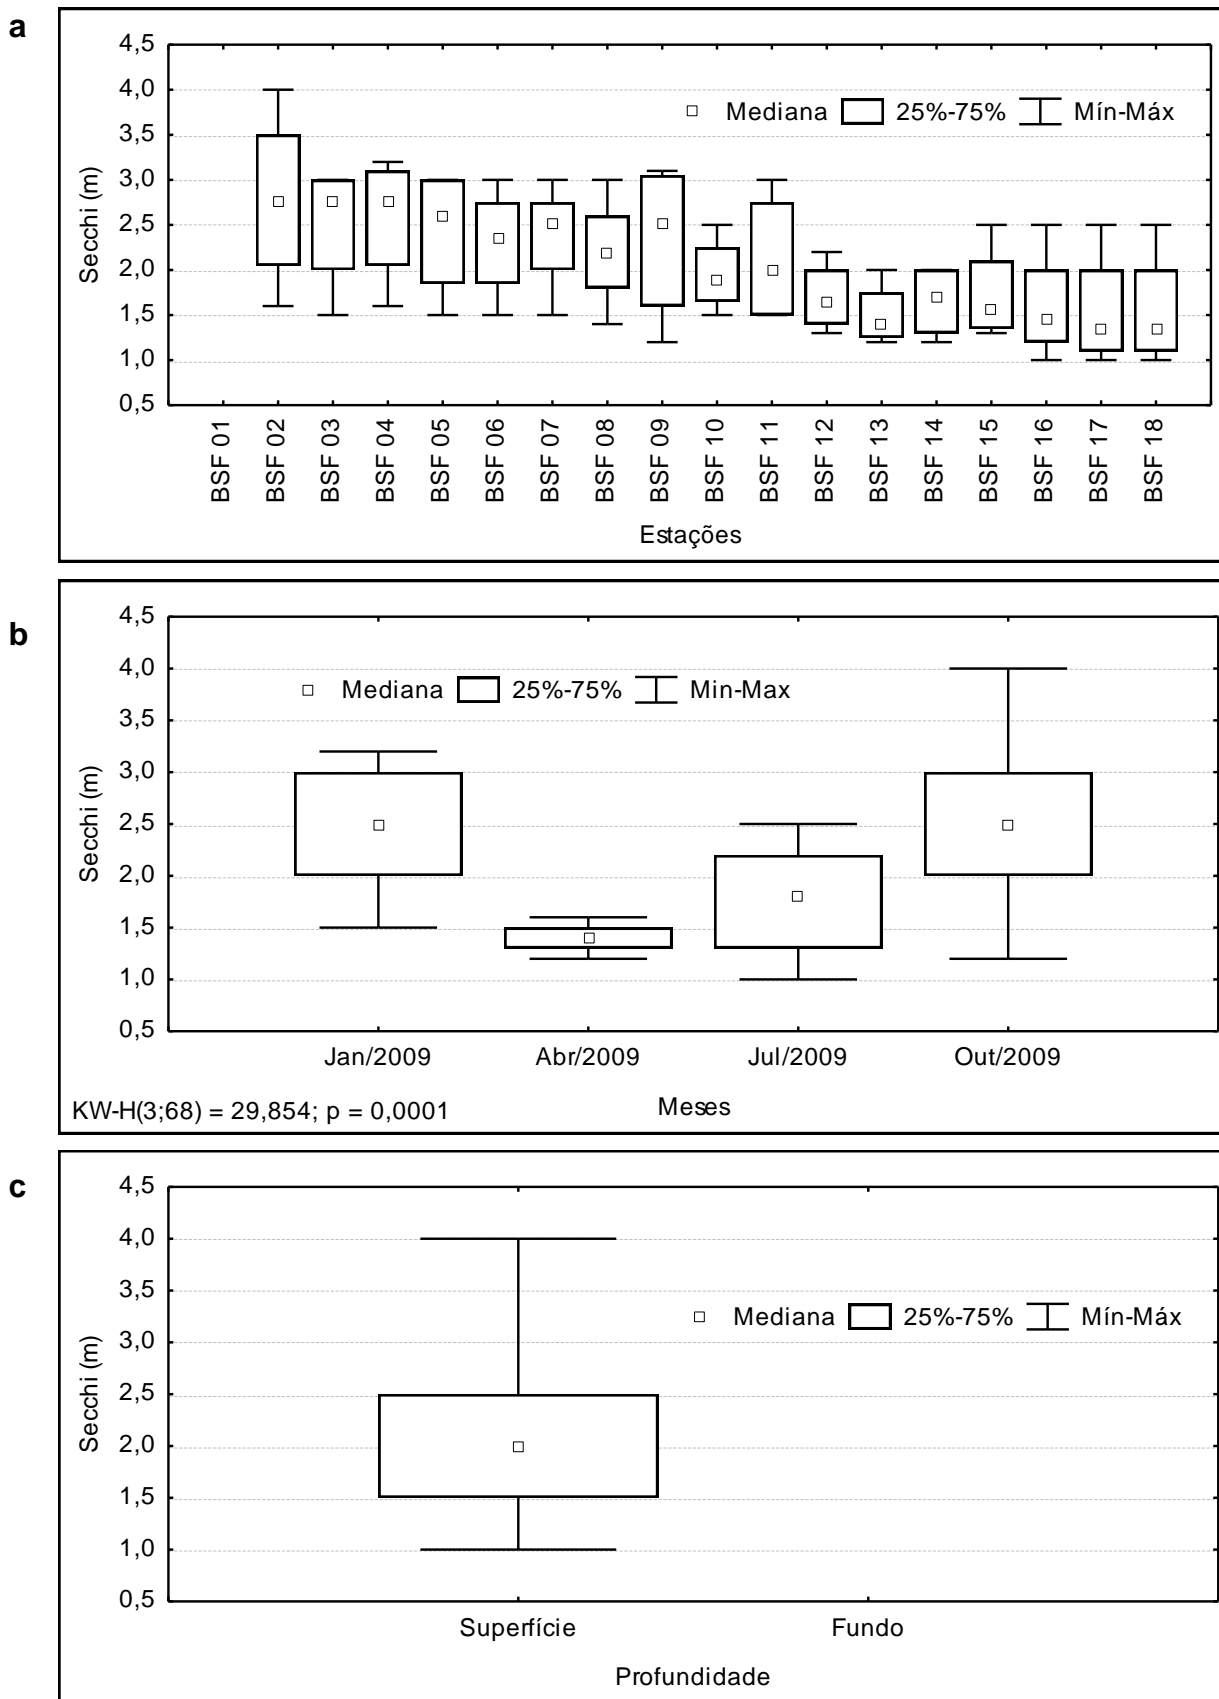 a
4,5
4,0
3,5
3,0
2,5
2,0
1,5
1,0
0,5
Secchi (m)
Mediana 25%-75% Mín-Máx
BSF 01
BSF 02
BSF 03
BSF 04
BSF 05
BSF 06
BSF 07
BSF 08
BSF 09
BSF 10
BSF 11
BSF 12
BSF 13
BSF 14
BSF 15
BSF 16
BSF 17
BSF 18
Estações
b
4,5
4,0
3,5
3,0
2,5
2,0
1,5
1,0
0,5
Secchi (m)
Mediana 25%-75% Min-Max
Jan/2009 Abr/2009 Jul/2009 Out/2009
Meses
KW-H(3;68) = 29,854; p = 0,0001
c
4,5
4,0
3,5
3,0
2,5
2,0
1,5
1,0
0,5
Secchi (m)
Mediana 25%-75% Mín-Máx
Superfície Fundo
Profundidade